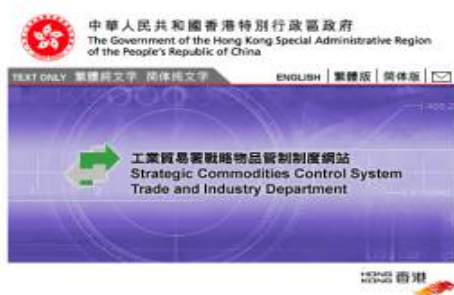 中華人民共和國香港特別行政區政府
The Government of the Hong Kong Special Administrative Region
of the People's Republic of China
TEXT ONLY 繁體純文字 简体纯文字 ENGLISH 繁體版 简体版
工業貿易署戰略物品管制制度網站
Strategic Commodities Control System
Trade and Industry Department
HONG KONG 香港